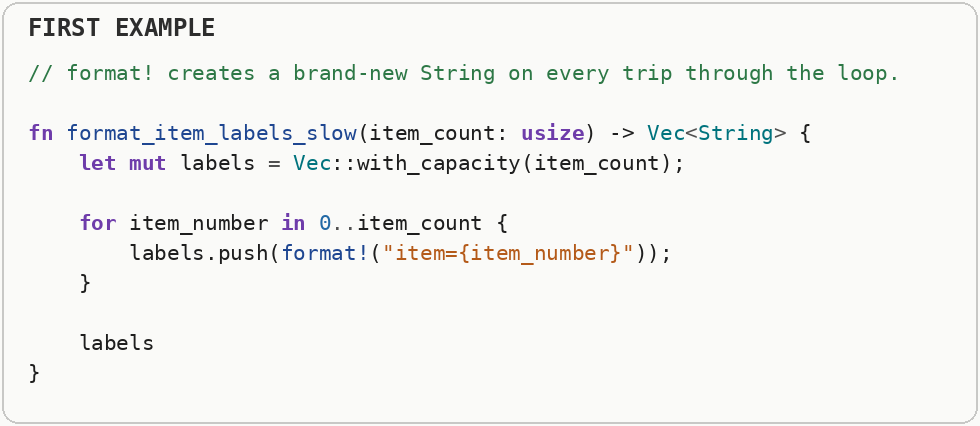 FIRST EXAMPLE
// format! creates a brand-new String on every trip through the loop.
fn format_item_labels_slow(item_count: usize) -> Vec<String> {
    let mut labels = Vec::with_capacity(item_count);
    for item_number in 0..item_count {
        labels.push(format!("item={item_number}"));
    }
    labels
}